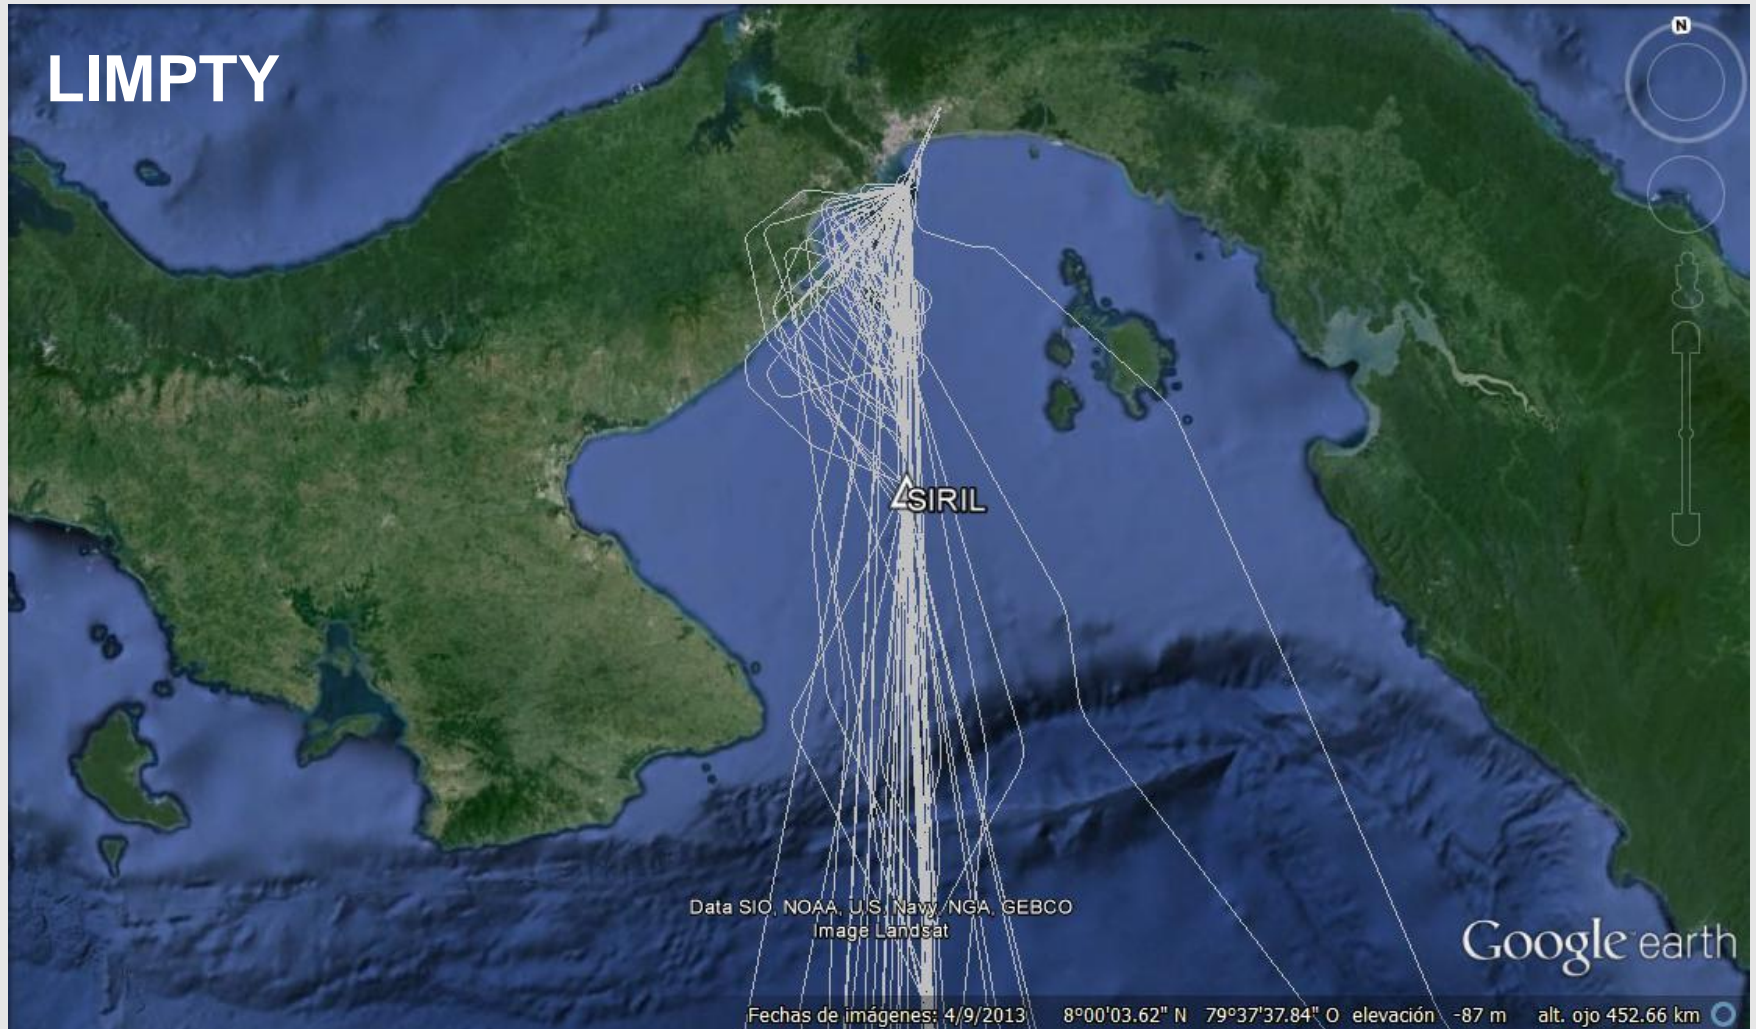 LIMPTY
N
SIRIL
Data SIO, NOAA, U.S. Navy, NGA, GEBCO
Image Landsat
Google earth
Fechas de imágenes: 4/9/2013 8°00'03.62" N 79°37'37.84" O elevación -87 m alt. ojo 452.66 km